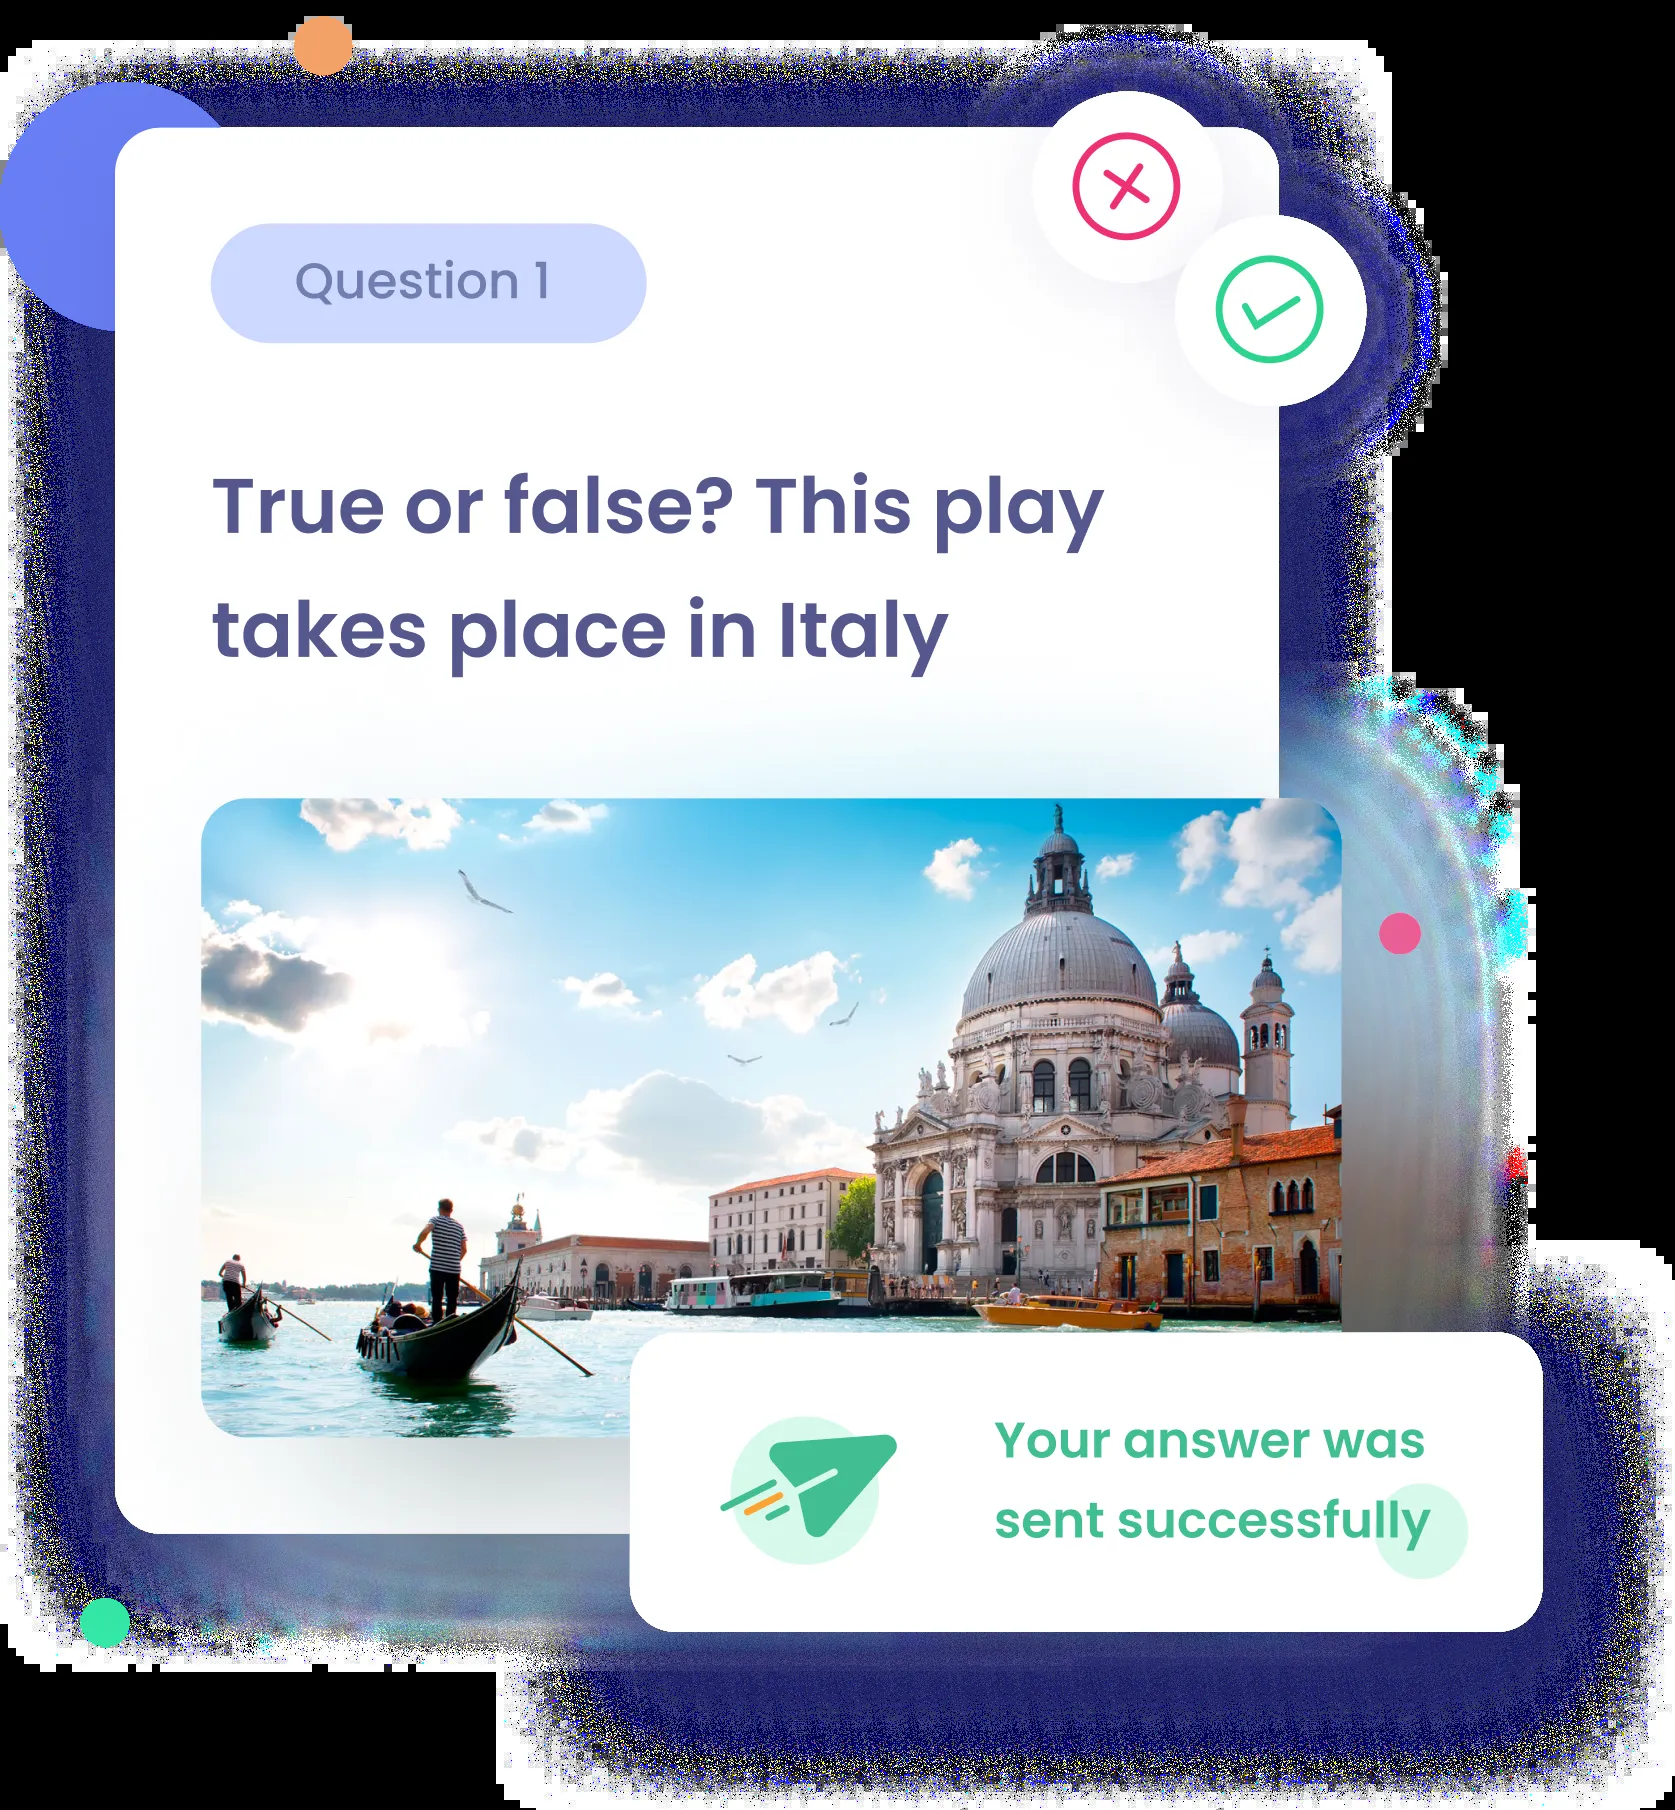 Question 1
True or false? This play
takes place in Italy
Your answer was
sent successfully